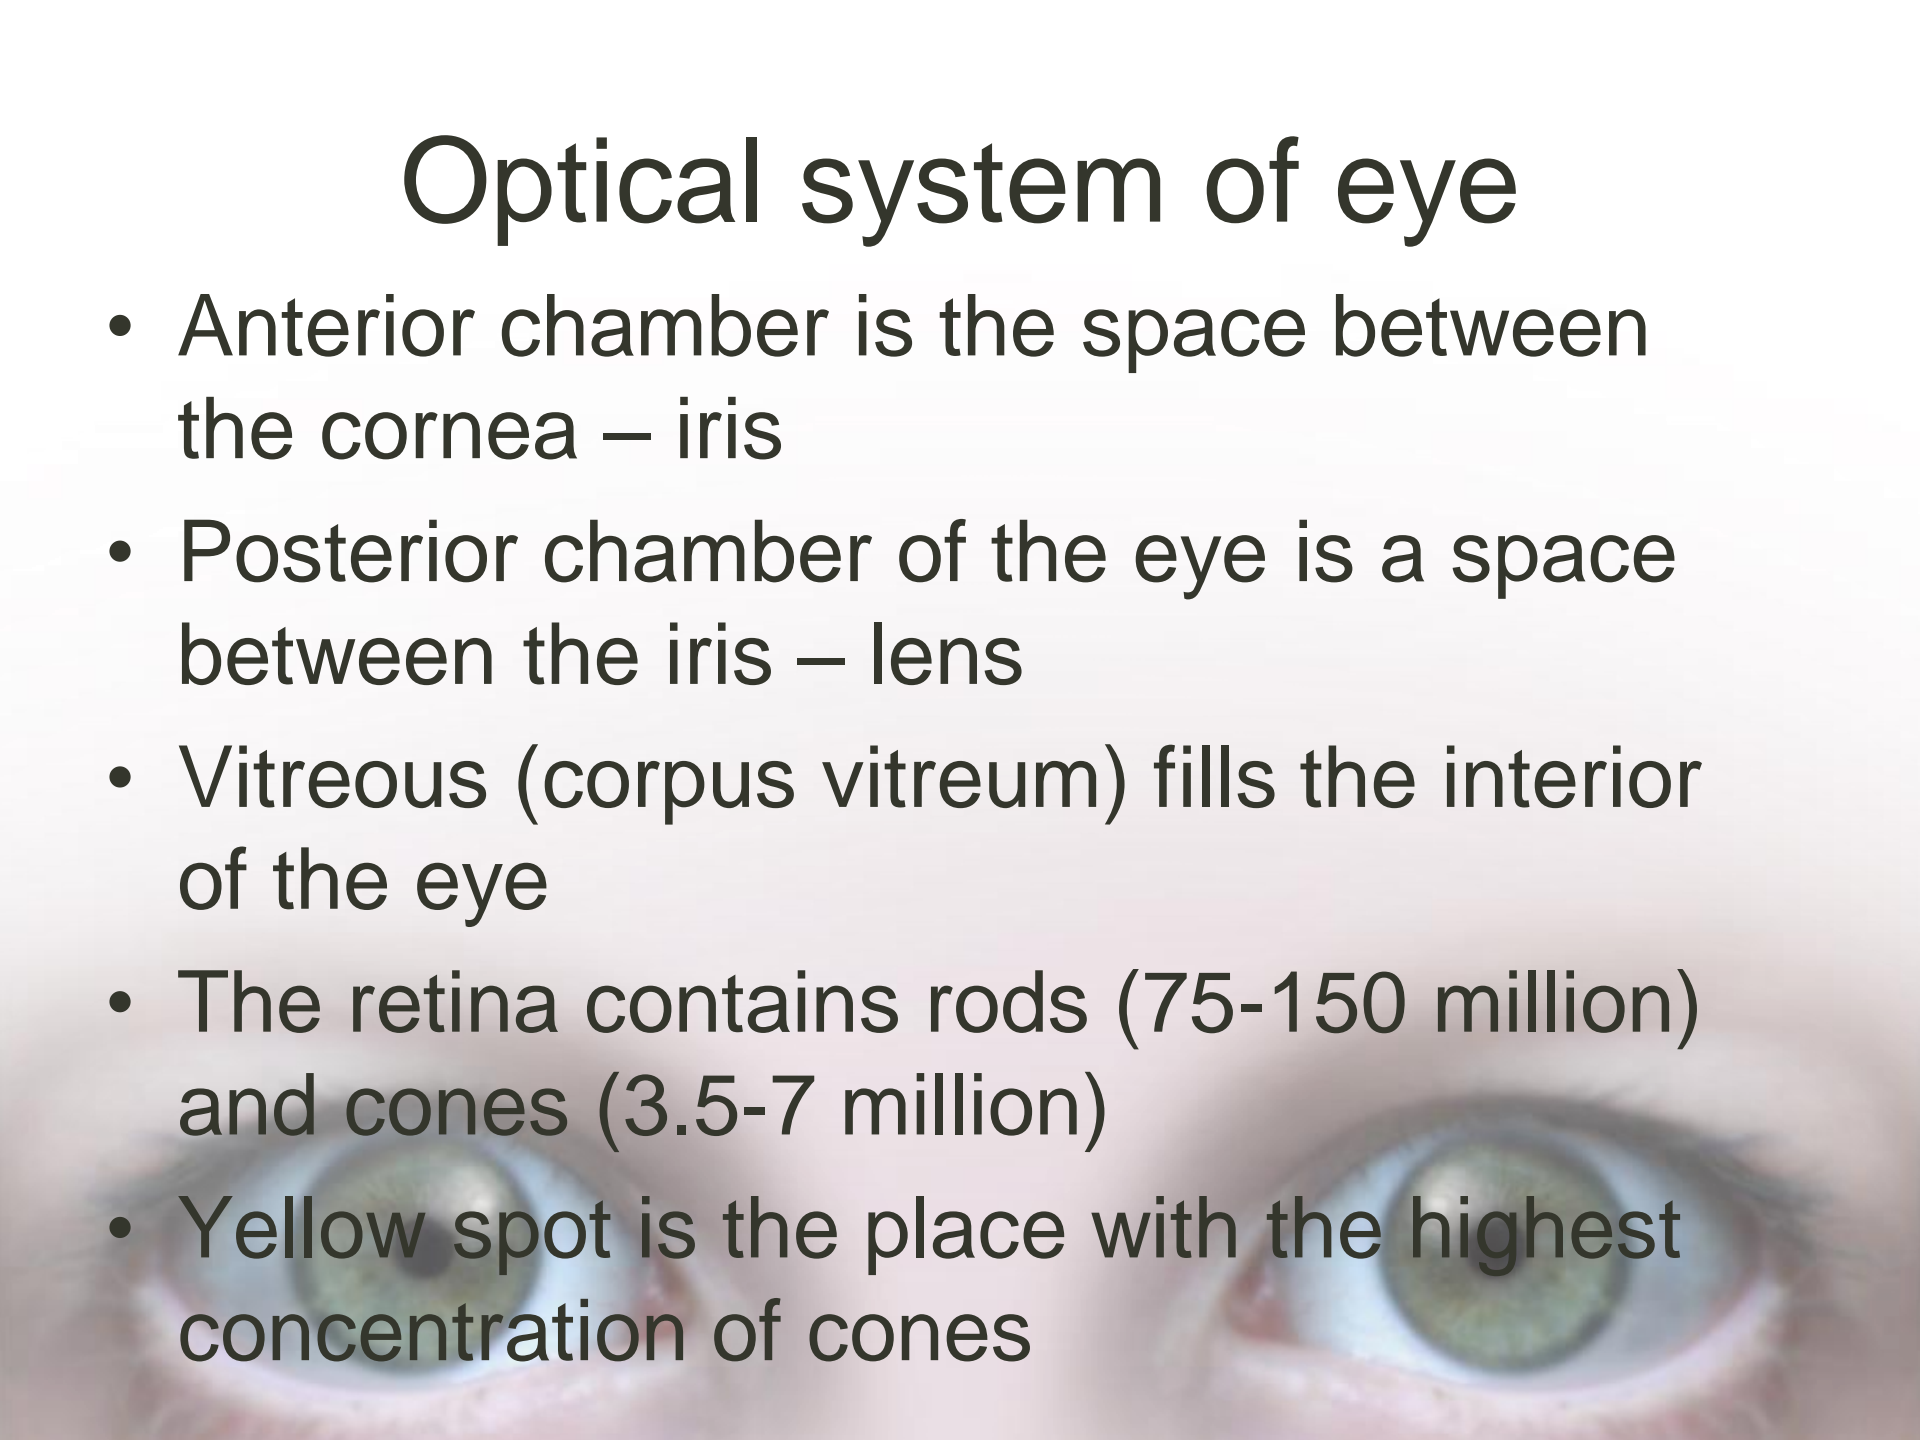 Optical system of eye
• Anterior chamber is the space between
the cornea – iris
• Posterior chamber of the eye is a space
between the iris – lens
• Vitreous (corpus vitreum) fills the interior
of the eye
• The retina contains rods (75-150 million)
and cones (3.5-7 million)
• Yellow spot is the place with the highest
concentration of cones